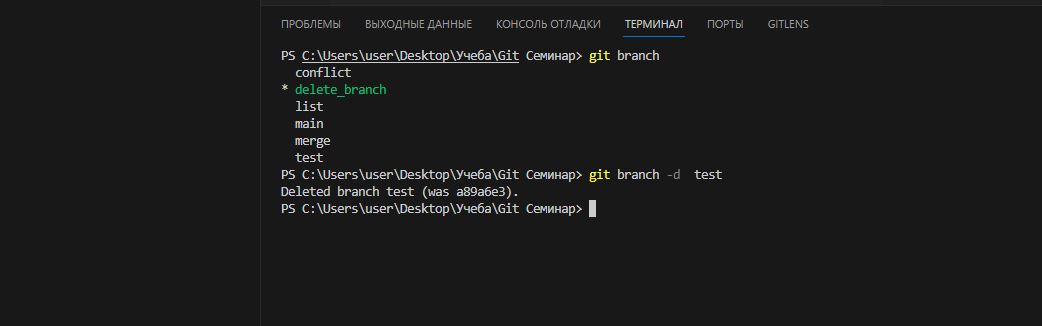 ПРОБЛЕМЫ ВЫХОДНЫЕ ДАННЫЕ КОНСОЛЬ ОТЛАДКИ ТЕРМИНАЛ ПОРТЫ GITLENS
PS C:\Users\user\Desktop\Учеба\Git Семинар> git branch
  conflict
* delete_branch
  list
  main
  merge
  test
PS C:\Users\user\Desktop\Учеба\Git Семинар> git branch -d  test
Deleted branch test (was a89a6e3).
PS C:\Users\user\Desktop\Учеба\Git Семинар>